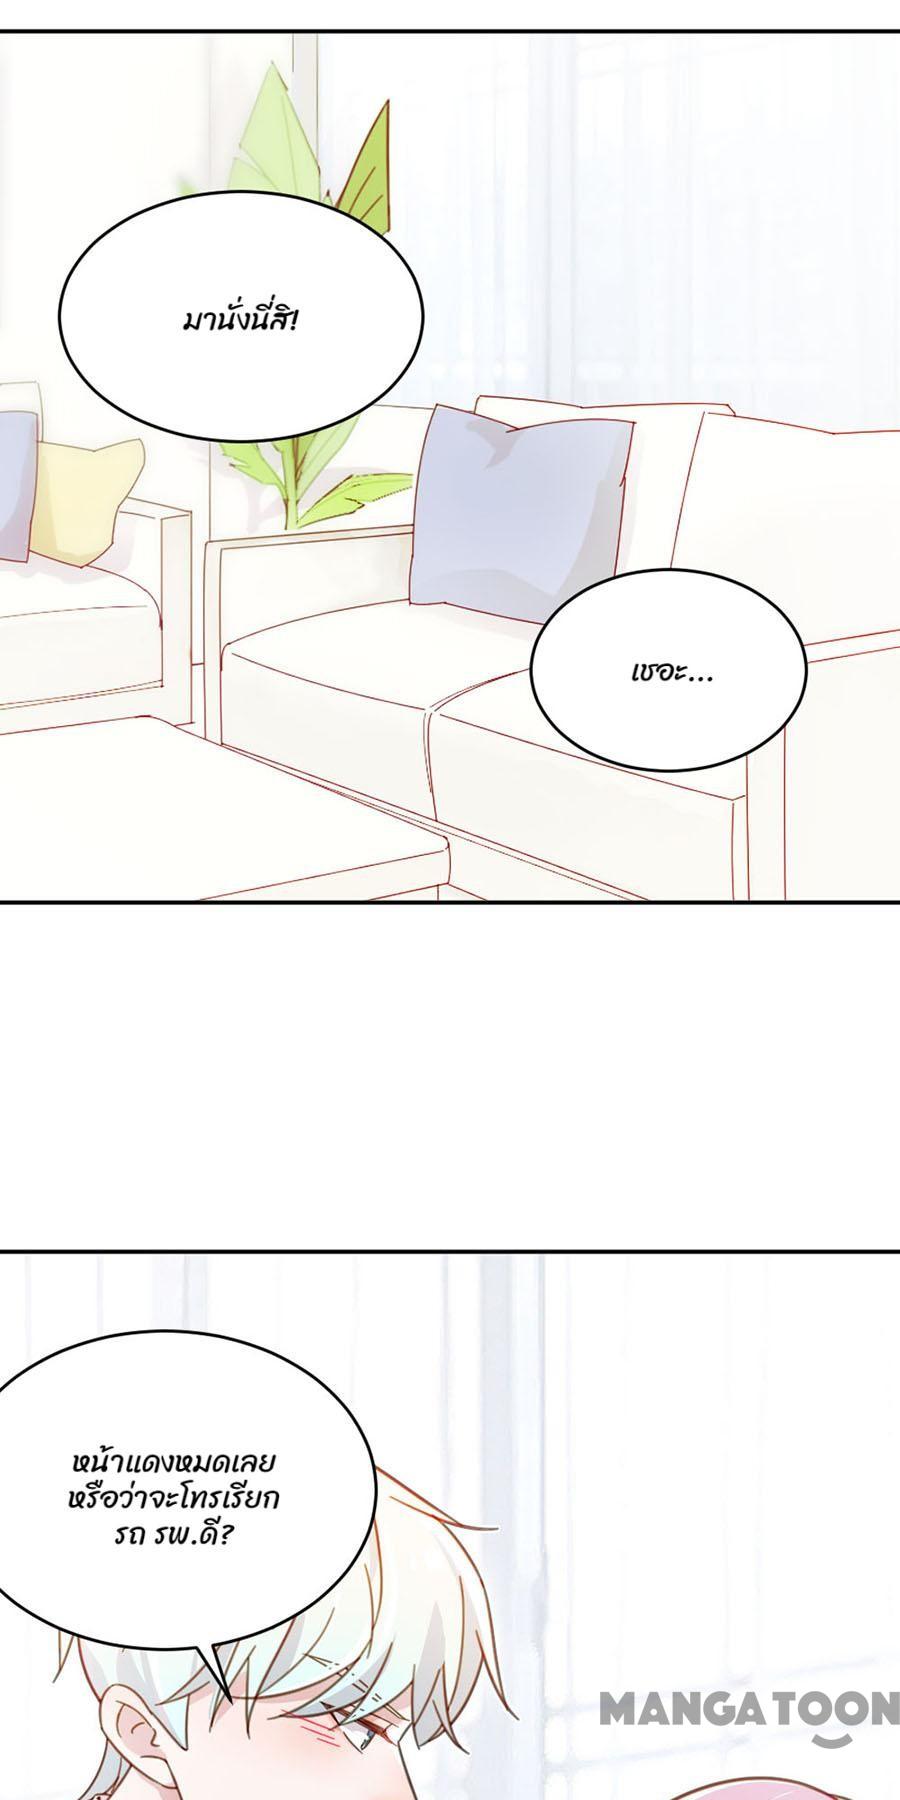 มานั่งนี่สิ!
เชอะ...
หน้าแดงหมดเลย
หรือว่าจะโทรเรียก
รถ รพ.ดี?
MANGATOON